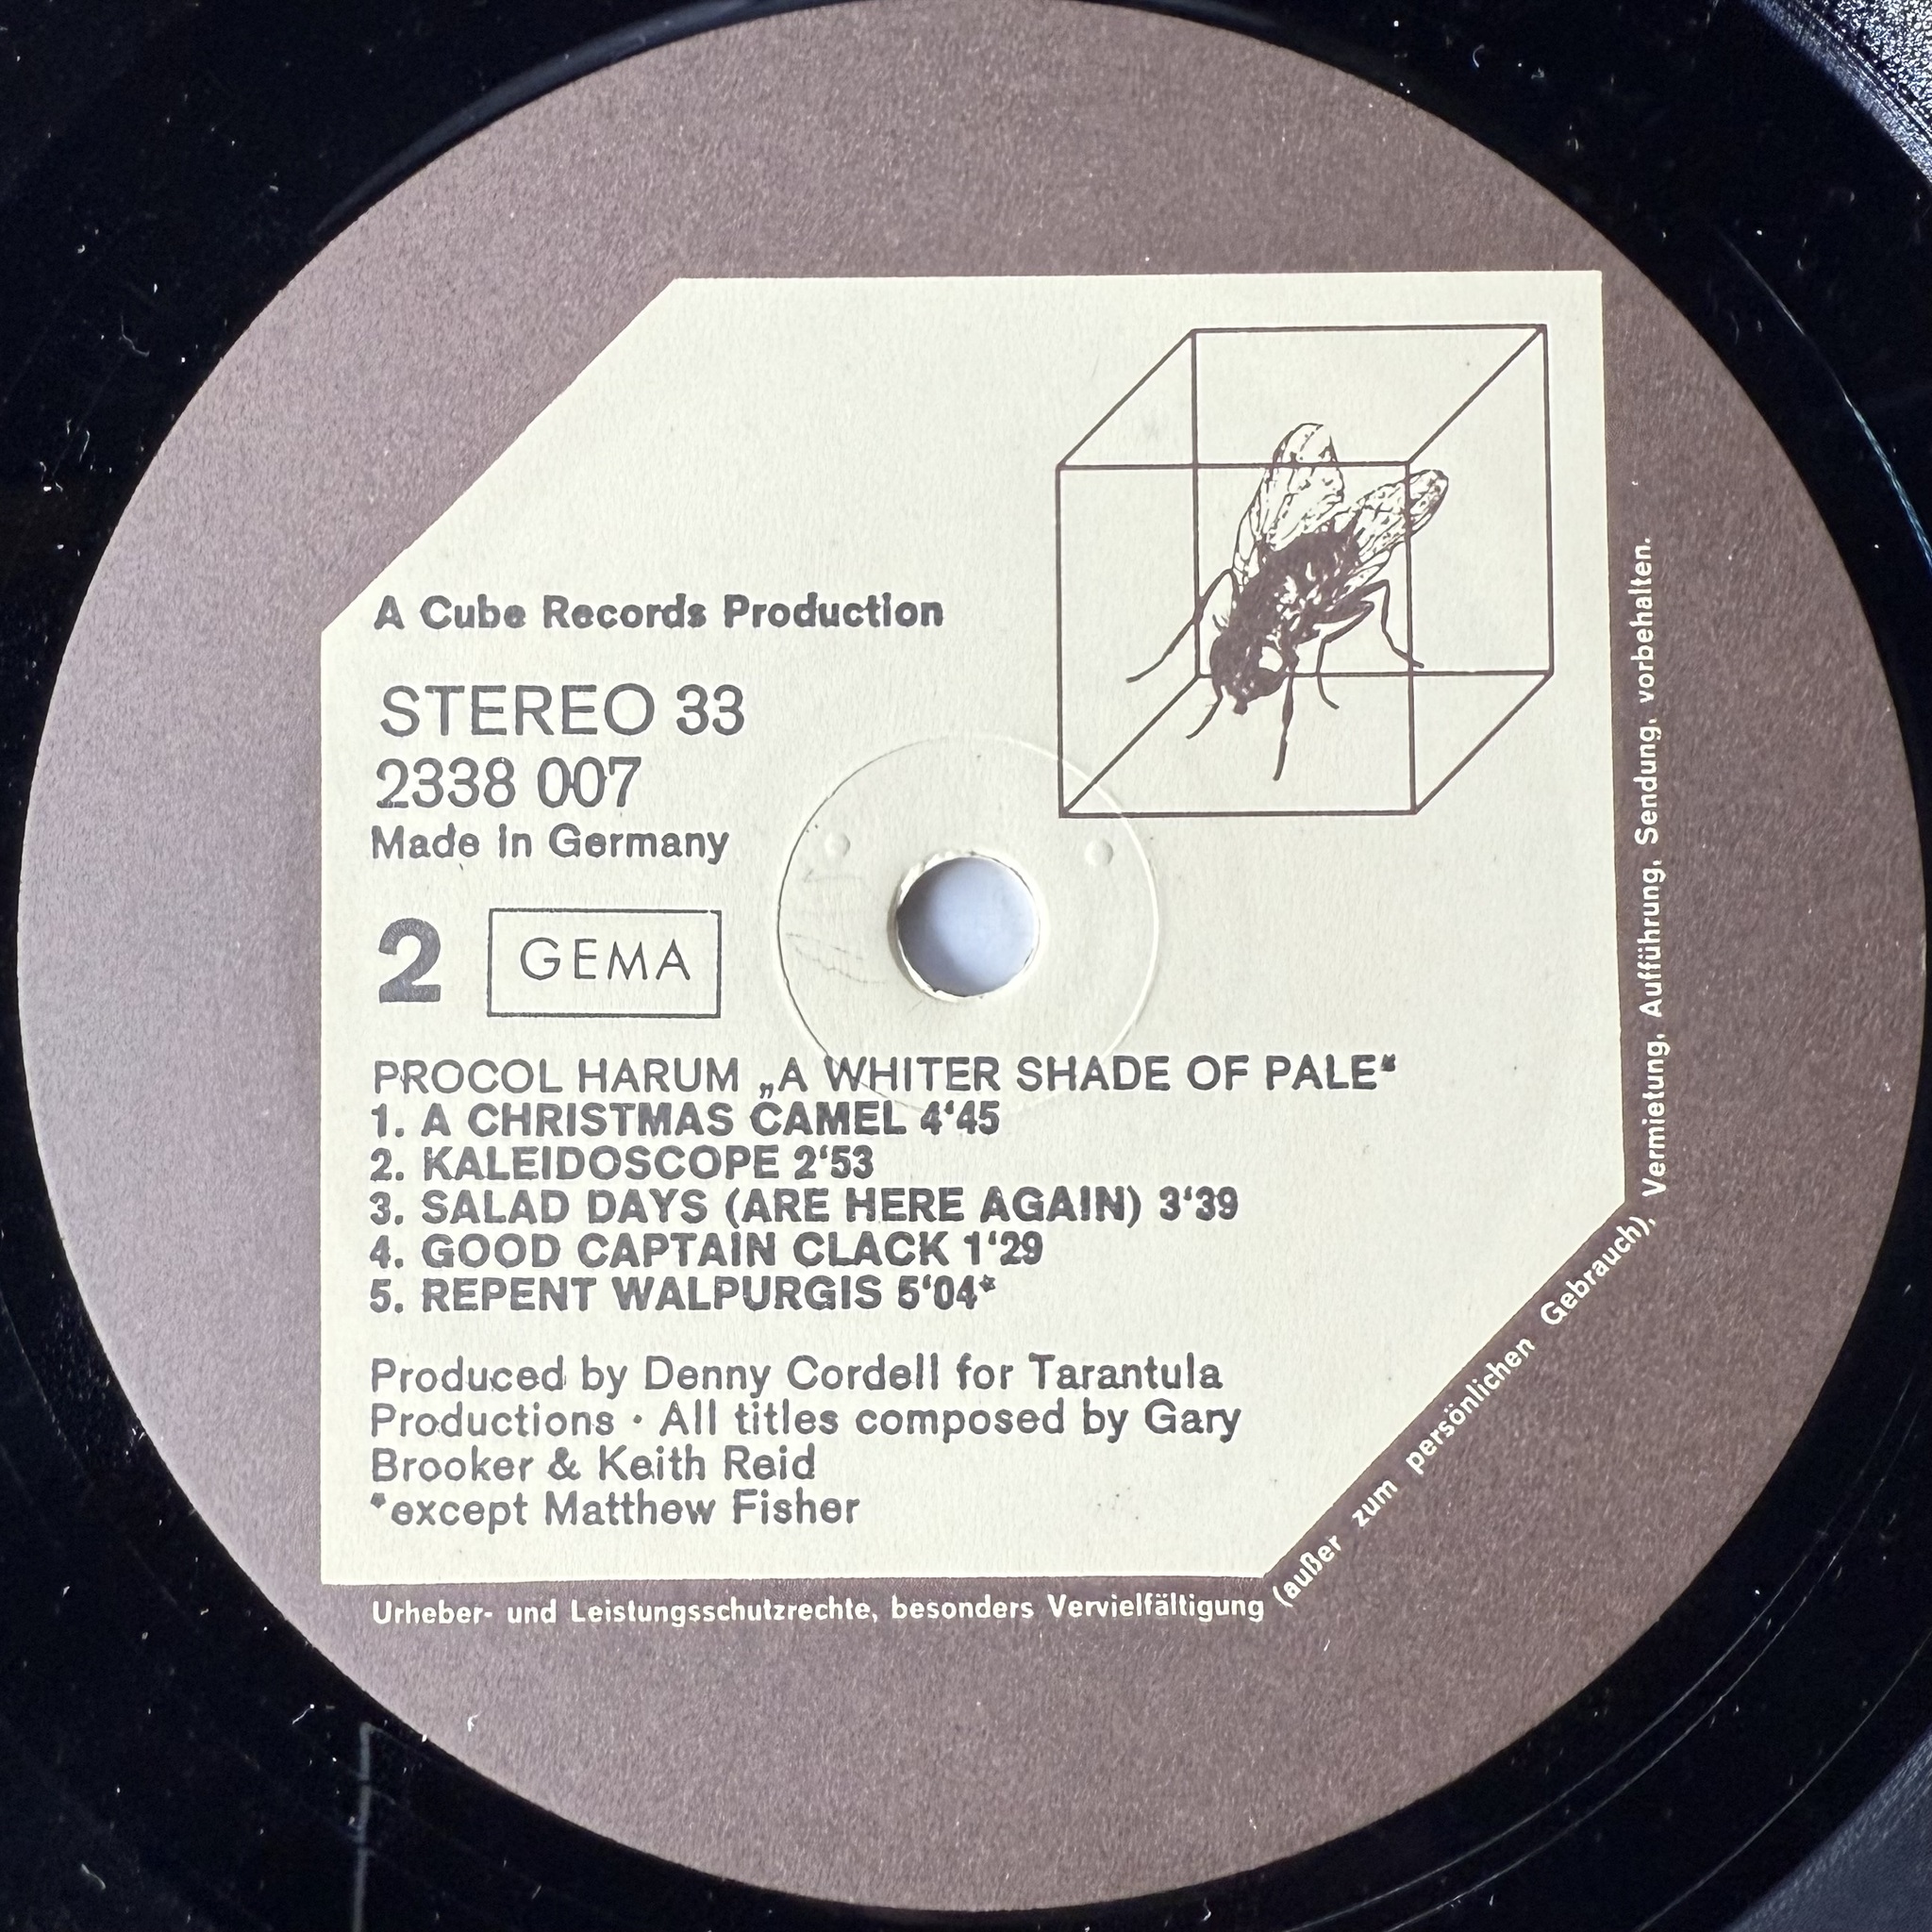 A Cube Records Production
STEREO 33
2338 007
Made in Germany
2 GEMA
PROCOL HARUM „A WHITER SHADE OF PALE“
1. A CHRISTMAS CAMEL 4‘45
2. KALEIDOSCOPE 2‘53
3. SALAD DAYS (ARE HERE AGAIN) 3‘39
4. GOOD CAPTAIN CLACK 1‘29
5. REPENT WALPURGIS 5‘04*
Produced by Denny Cordell for Tarantula
Productions · All titles composed by Gary
Brooker & Keith Reid
*except Matthew Fisher
Urheber- und Leistungsschutzrechte, besonders Vervielfältigung (außer zum persönlichen Gebrauch), Vermietung, Aufführung, Sendung, vorbehalten.